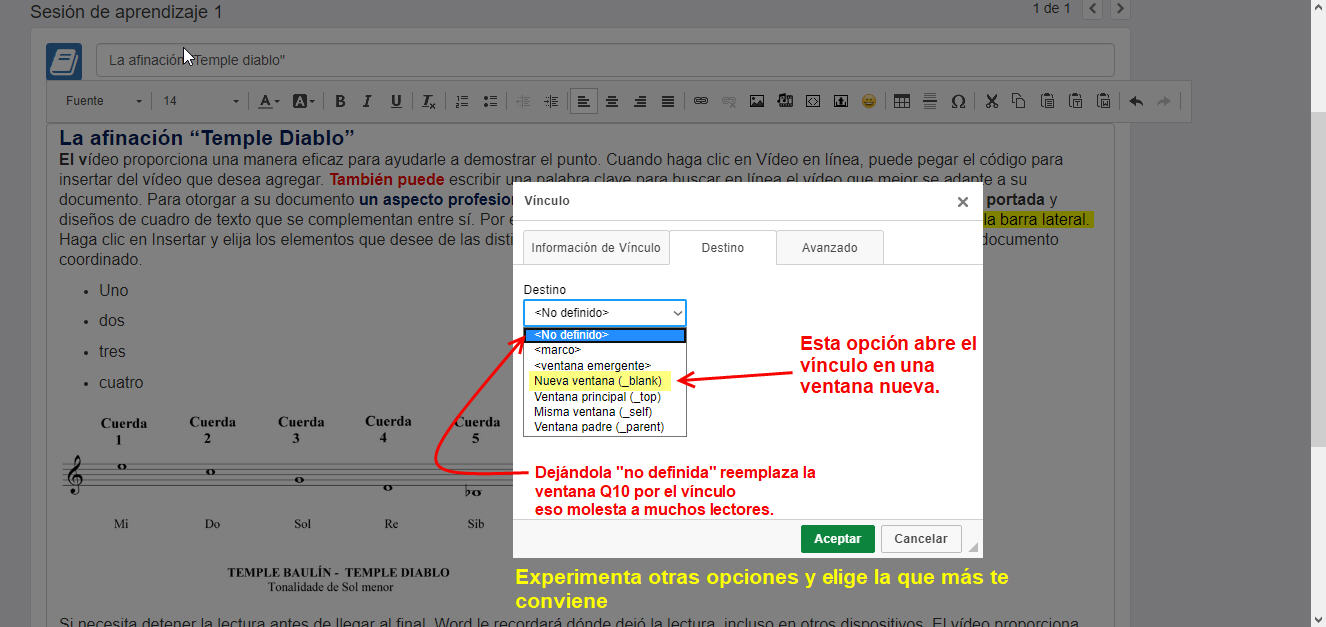 Sesión de aprendizaje 1
1 de 1
La afinación "Temple diablo"
Fuente
14
La afinación “Temple Diablo”
El vídeo proporciona una manera eficaz para ayudarle a demostrar el punto. Cuando haga clic en Vídeo en línea, puede pegar el código para
insertar del vídeo que desea agregar. También puede escribir una palabra clave para buscar en línea el vídeo que mejor se adapte a su
documento. Para otorgar a su documento un aspecto profesion portada y
diseños de cuadro de texto que se complementan entre sí. Por e la barra lateral.
Haga clic en Insertar y elija los elementos que desee de las disti documento
coordinado.
Uno
dos
tres
cuatro
Cuerda Cuerda Cuerda Cuerda Cuerda
1 2 3 4 5
Mi Do Sol Re Sib
TEMPLE BAULÍN - TEMPLE DIABLO
Tonalidade de Sol menor
Si necesita detener la lectura antes de llegar al final, Word le recordará dónde dejó la lectura, incluso en otros dispositivos. El vídeo proporciona
Vínculo
Información de Vínculo
Destino
Avanzado
Destino
<No definido>
<No definido>
<marco>
<ventana emergente>
Nueva ventana (_blank)
Ventana principal (_top)
Misma ventana (_self)
Ventana padre (_parent)
Esta opción abre el
vínculo en una
ventana nueva.
Dejándola "no definida" reemplaza la
ventana Q10 por el vínculo
eso molesta a muchos lectores.
Aceptar
Cancelar
Experimenta otras opciones y elige la que más te
conviene